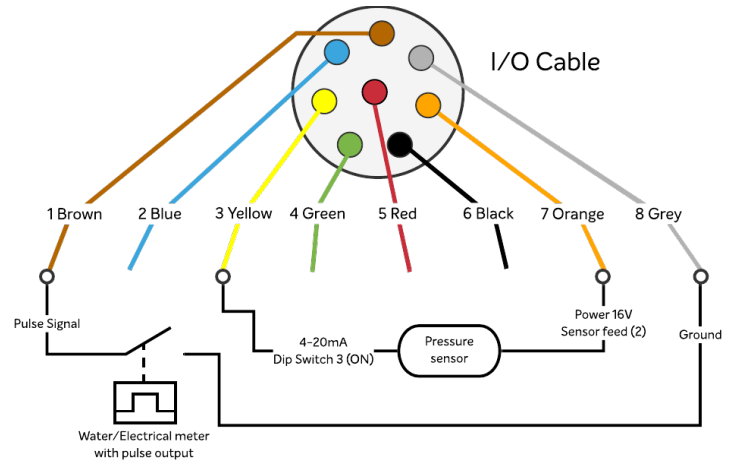 I/O Cable
1 Brown
2 Blue
3 Yellow
4 Green
5 Red
6 Black
7 Orange
8 Grey
Pulse Signal
4-20mA
Dip Switch 3 (ON)
Pressure
sensor
Power 16V
Sensor feed (2)
Ground
Water/Electrical meter
with pulse output